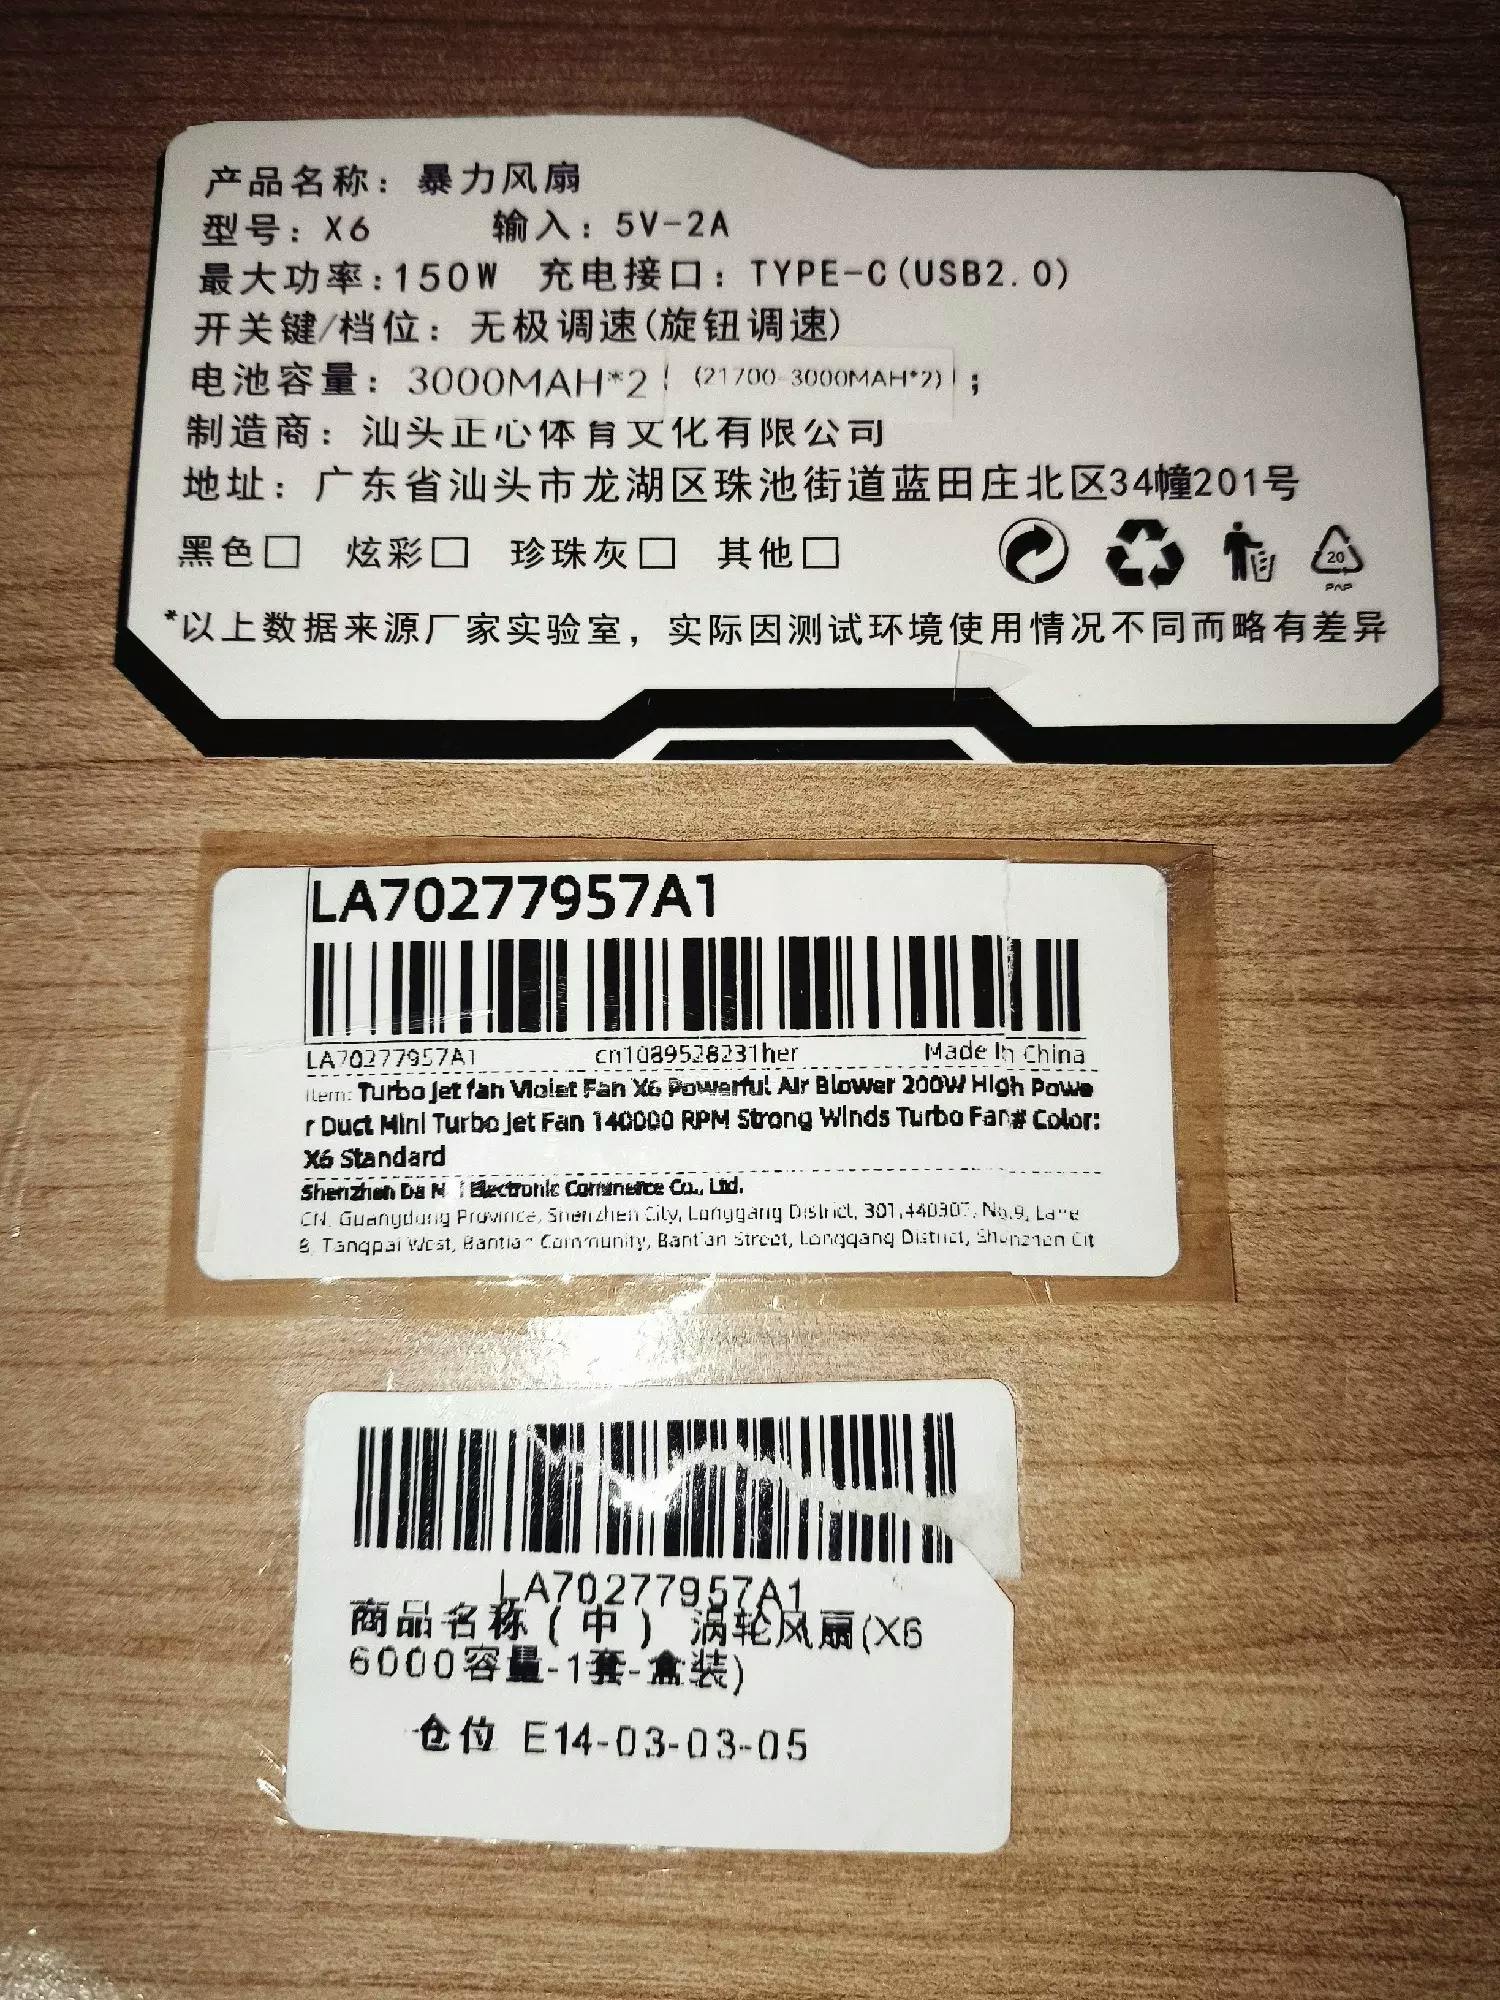 产品名称：暴力风扇
型号：X6 输入：5V-2A
最大功率:150W 充电接口：TYPE-C(USB2.0)
开关键/档位：无极调速(旋钮调速)
电池容量：3000MAH*2 (21700-3000MAH*2)；
制造商：汕头正心体育文化有限公司
地址：广东省汕头市龙湖区珠池街道蓝田庄北区34幢201号
黑色□ 炫彩□ 珍珠灰□ 其他□
20
PAP
*以上数据来源厂家实验室，实际因测试环境使用情况不同而略有差异
LA70277957A1
LA70277957A1 cn1089528231her Made In China
Item: Turbo Jet fan Violet Fan X6 Powerful Air Blower 200W High Powe
r Duct Mini Turbo Jet Fan 140000 RPM Strong Winds Turbo Fan# Color:
X6 Standard
Shenzhen Da Electronic Commerce Co., Ltd.
CN, Guangdong Province, Shenzhen City, Longgang District, 301,440307, No.9, Lane
8, Tangpai West, Bantian Community, Bantian Street, Longgang District, Shenzhen Cit
LA70277957A1
商品名称(中) 涡轮风扇(X6
6000容量-1套-盒装)
仓位 E14-03-03-05